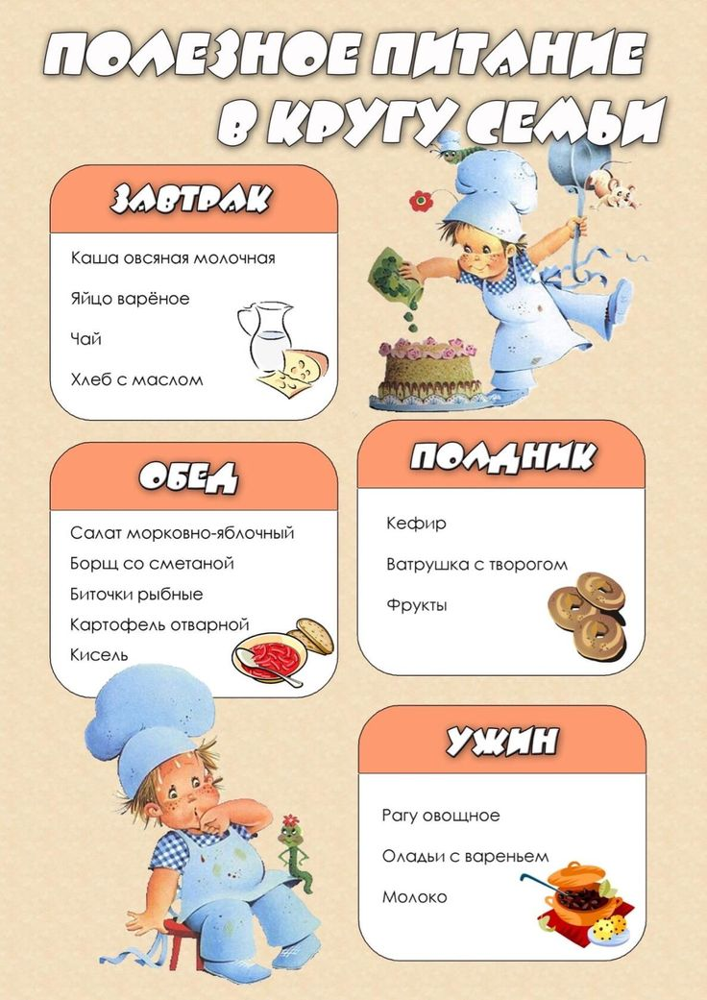 ПОЛЕЗНОЕ ПИТАНИЕ
В КРУГУ СЕМЬИ
ЗАВТРАК
Каша овсяная молочная
Яйцо варёное
Чай
Хлеб с маслом
ОБЕД
Салат морковно-яблочный
Борщ со сметаной
Биточки рыбные
Картофель отварной
Кисель
ПОЛДНИК
Кефир
Ватрушка с творогом
Фрукты
УЖИН
Рагу овощное
Оладьи с вареньем
Молоко